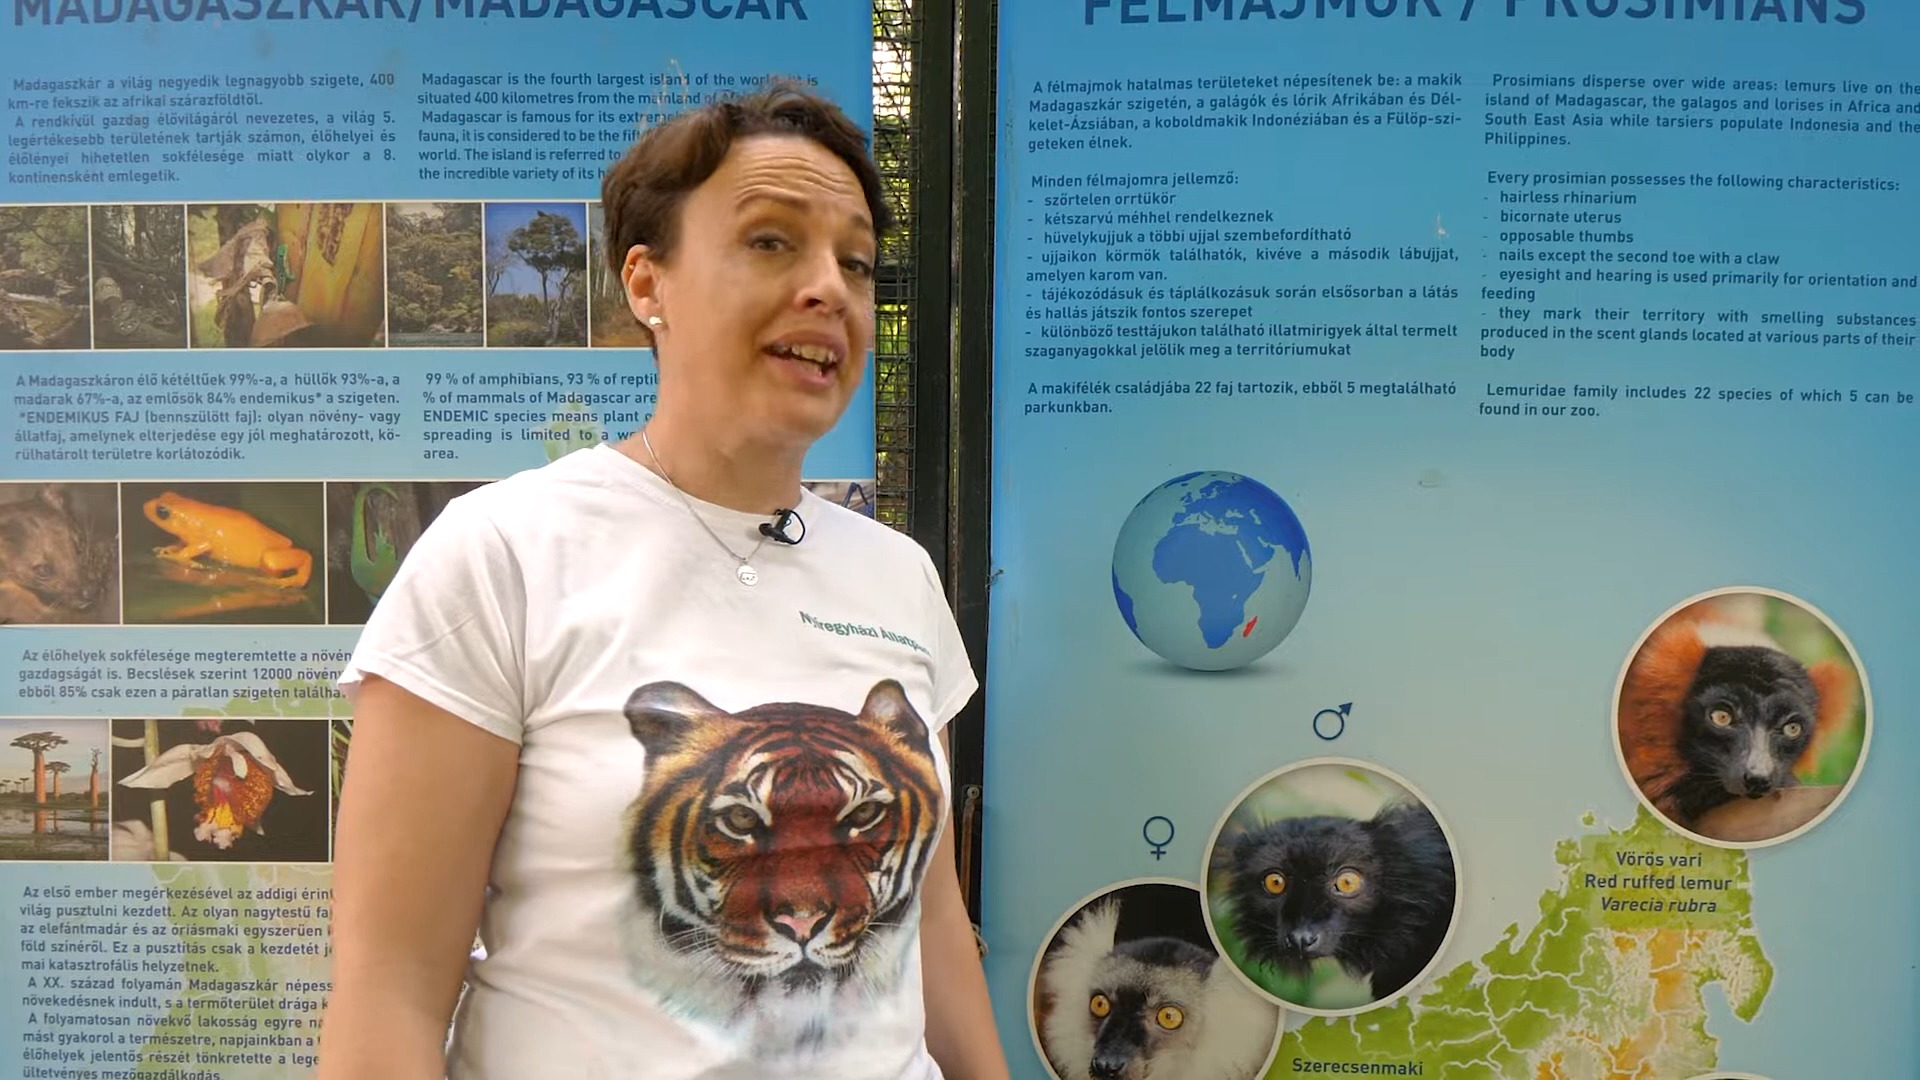 MADAGASZKÁR/MADAGASCAR
Madagaszkár a világ negyedik legnagyobb szigete, 400
km-re fekszik az afrikai szárazföldtől.
A rendkívül gazdag élővilágáról nevezetes, a világ 5.
legértékesebb területének tartják számon, élőhelyei és
élőlényei hihetetlen sokfélesége miatt olykor a 8.
kontinensként emlegetik.
Madagascar is the fourth largest island of the world. It is
situated 400 kilometres from the mainland of
Madagascar is famous for its
fauna, it is considered to be the
world. The island is referred to
the incredible variety of its
A Madagaszkáron élő kétéltűek 99%-a, a hüllők 93%-a, a
madarak 67%-a, az emlősök 84% endemikus* a szigeten.
*ENDEMIKUS FAJ (bennszülött faj): olyan növény- vagy
állatfaj, amelynek elterjedése egy jól meghatározott, kö-
rülhatárolt területre korlátozódik.
99 % of amphibians, 93 % of
% of mammals of Madagascar are
ENDEMIC species means plant
spreading is limited to a
area.
Az élőhelyek sokfélesége megteremtette a
gazdagságát is. Becslések szerint 12000
ebből 85% csak ezen a páratlan szigeten
Az első ember megérkezésével az addigi
világ pusztulni kezdett. Az olyan nagytestű
az elefántmadár és az óriásmaki egyszerűen
föld színéről. Ez a pusztítás csak a kezdetét
mai katasztrofális helyzetnek.
A XX. század folyamán Madagaszkár
növekedésnek indult, s a termőterület drága
A folyamatosan növekvő lakosság egyre
mást gyakorol a természetre, napjainkban a
élőhelyek jelentős részét tönkretette a
ültetvényes mezőgazdálkodás
FÉLMAJMOK / PROSIMIANS
A félmajmok hatalmas területeket népesítenek be: a makik
Madagaszkár szigetén, a galágók és lórik Afrikában és Dél-
kelet-Ázsiában, a koboldmakik Indonéziában és a Fülöp-szi-
geteken élnek.
Minden félmajomra jellemző:
- szőrtelen orrtükör
- kétszarvú méhhel rendelkeznek
- hüvelykujjuk a többi ujjal szembefordítható
- ujjaikon körmök találhatók, kivéve a második lábujjat,
amelyen karom van.
- tájékozódásuk és táplálkozásuk során elsősorban a látás
és hallás játszik fontos szerepet
- különböző testtájukon található illatmirigyek által termelt
szaganyagokkal jelölik meg a territóriumukat
A makifélék családjába 22 faj tartozik, ebből 5 megtalálható
parkunkban.
Prosimians disperse over wide areas: lemurs live on the
island of Madagascar, the galagos and lorises in Africa and
South East Asia while tarsiers populate Indonesia and the
Philippines.
Every prosimian possesses the following characteristics:
- hairless rhinarium
- bicornate uterus
- opposable thumbs
- nails except the second toe with a claw
- eyesight and hearing is used primarily for orientation and
feeding
- they mark their territory with smelling substances
produced in the scent glands located at various parts of their
body
Lemuridae family includes 22 species of which 5 can be
found in our zoo.
Nyíregyházi Állatpark
♂
♀
Vörös vari
Red ruffed lemur
Varecia rubra
Szerecsenmaki